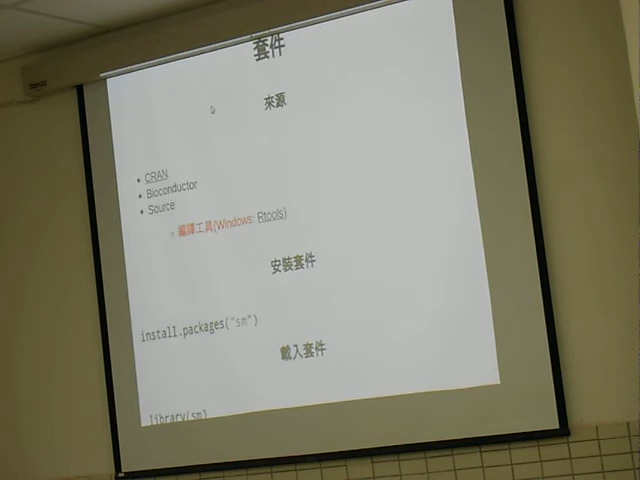 套件
來源
CRAN
Bioconductor
Source
編譯工具(Windows: Rtools)
安裝套件
install.packages("sm")
載入套件
library(sm)